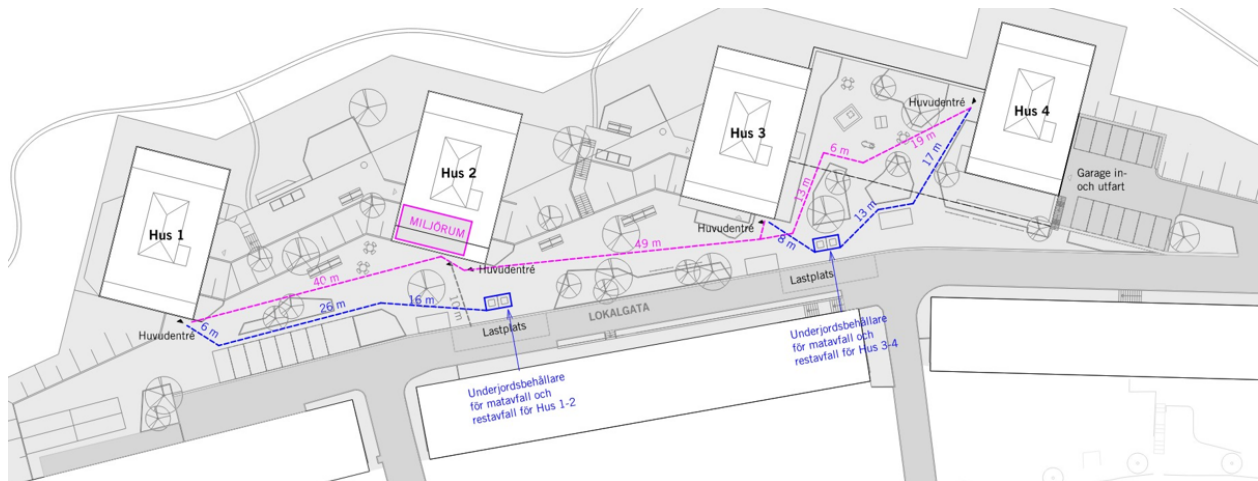 Hus 1
Huvudentré
6 m
26 m
16 m
40 m
Hus 2
MILJÖRUM
Huvudentré
10 m
Lastplats
LOKALGATA
Underjordsbehållare
för matavfall och
restavfall för Hus 1-2
49 m
Hus 3
Huvudentré
8 m
13 m
6 m
19 m
13 m
17 m
Lastplats
Underjordsbehållare
för matavfall och
restavfall för Hus 3-4
Huvudentré
Hus 4
Garage in-
och utfart